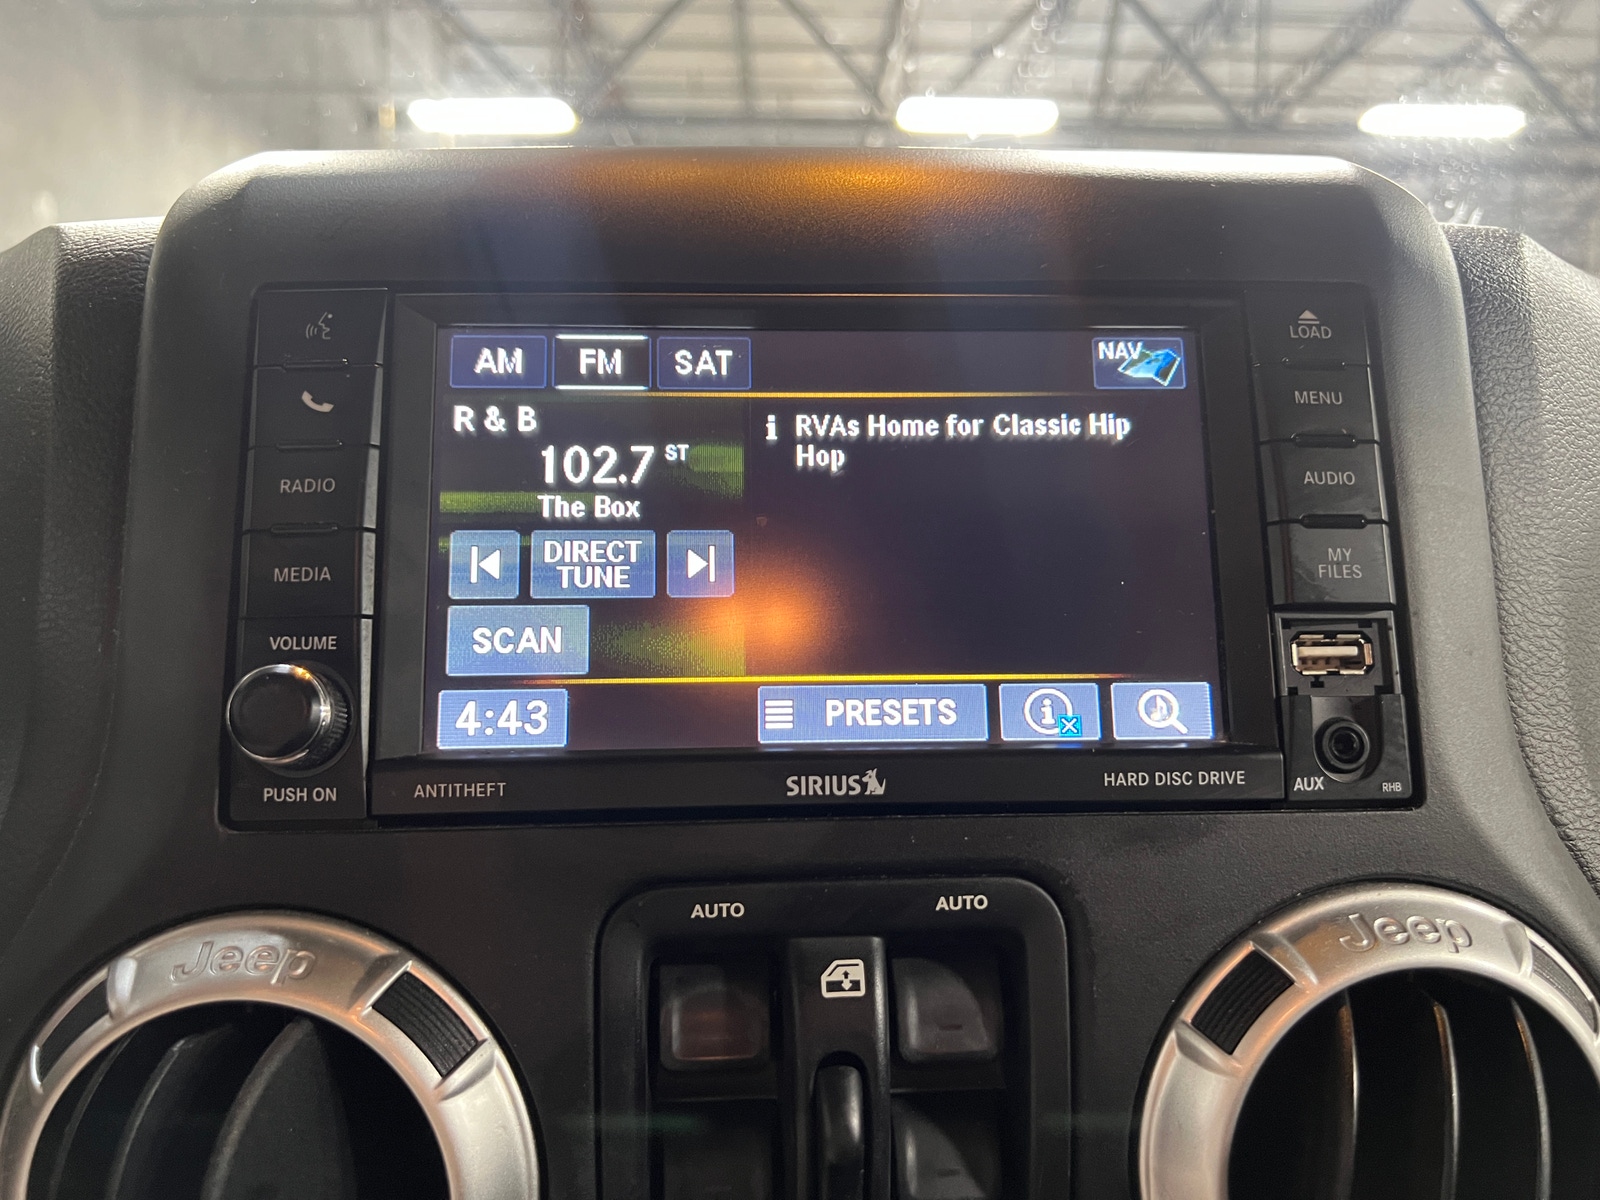 LOAD
AM
FM
SAT
NAV
MENU
R & B
i RVAs Home for Classic Hip
Hop
102.7 ST
The Box
RADIO
AUDIO
DIRECT
TUNE
MEDIA
MY
FILES
SCAN
VOLUME
4:43
PRESETS
i
PUSH ON
ANTITHEFT
SIRIUS
HARD DISC DRIVE
AUX
RHB
AUTO
AUTO
Jeep
Jeep